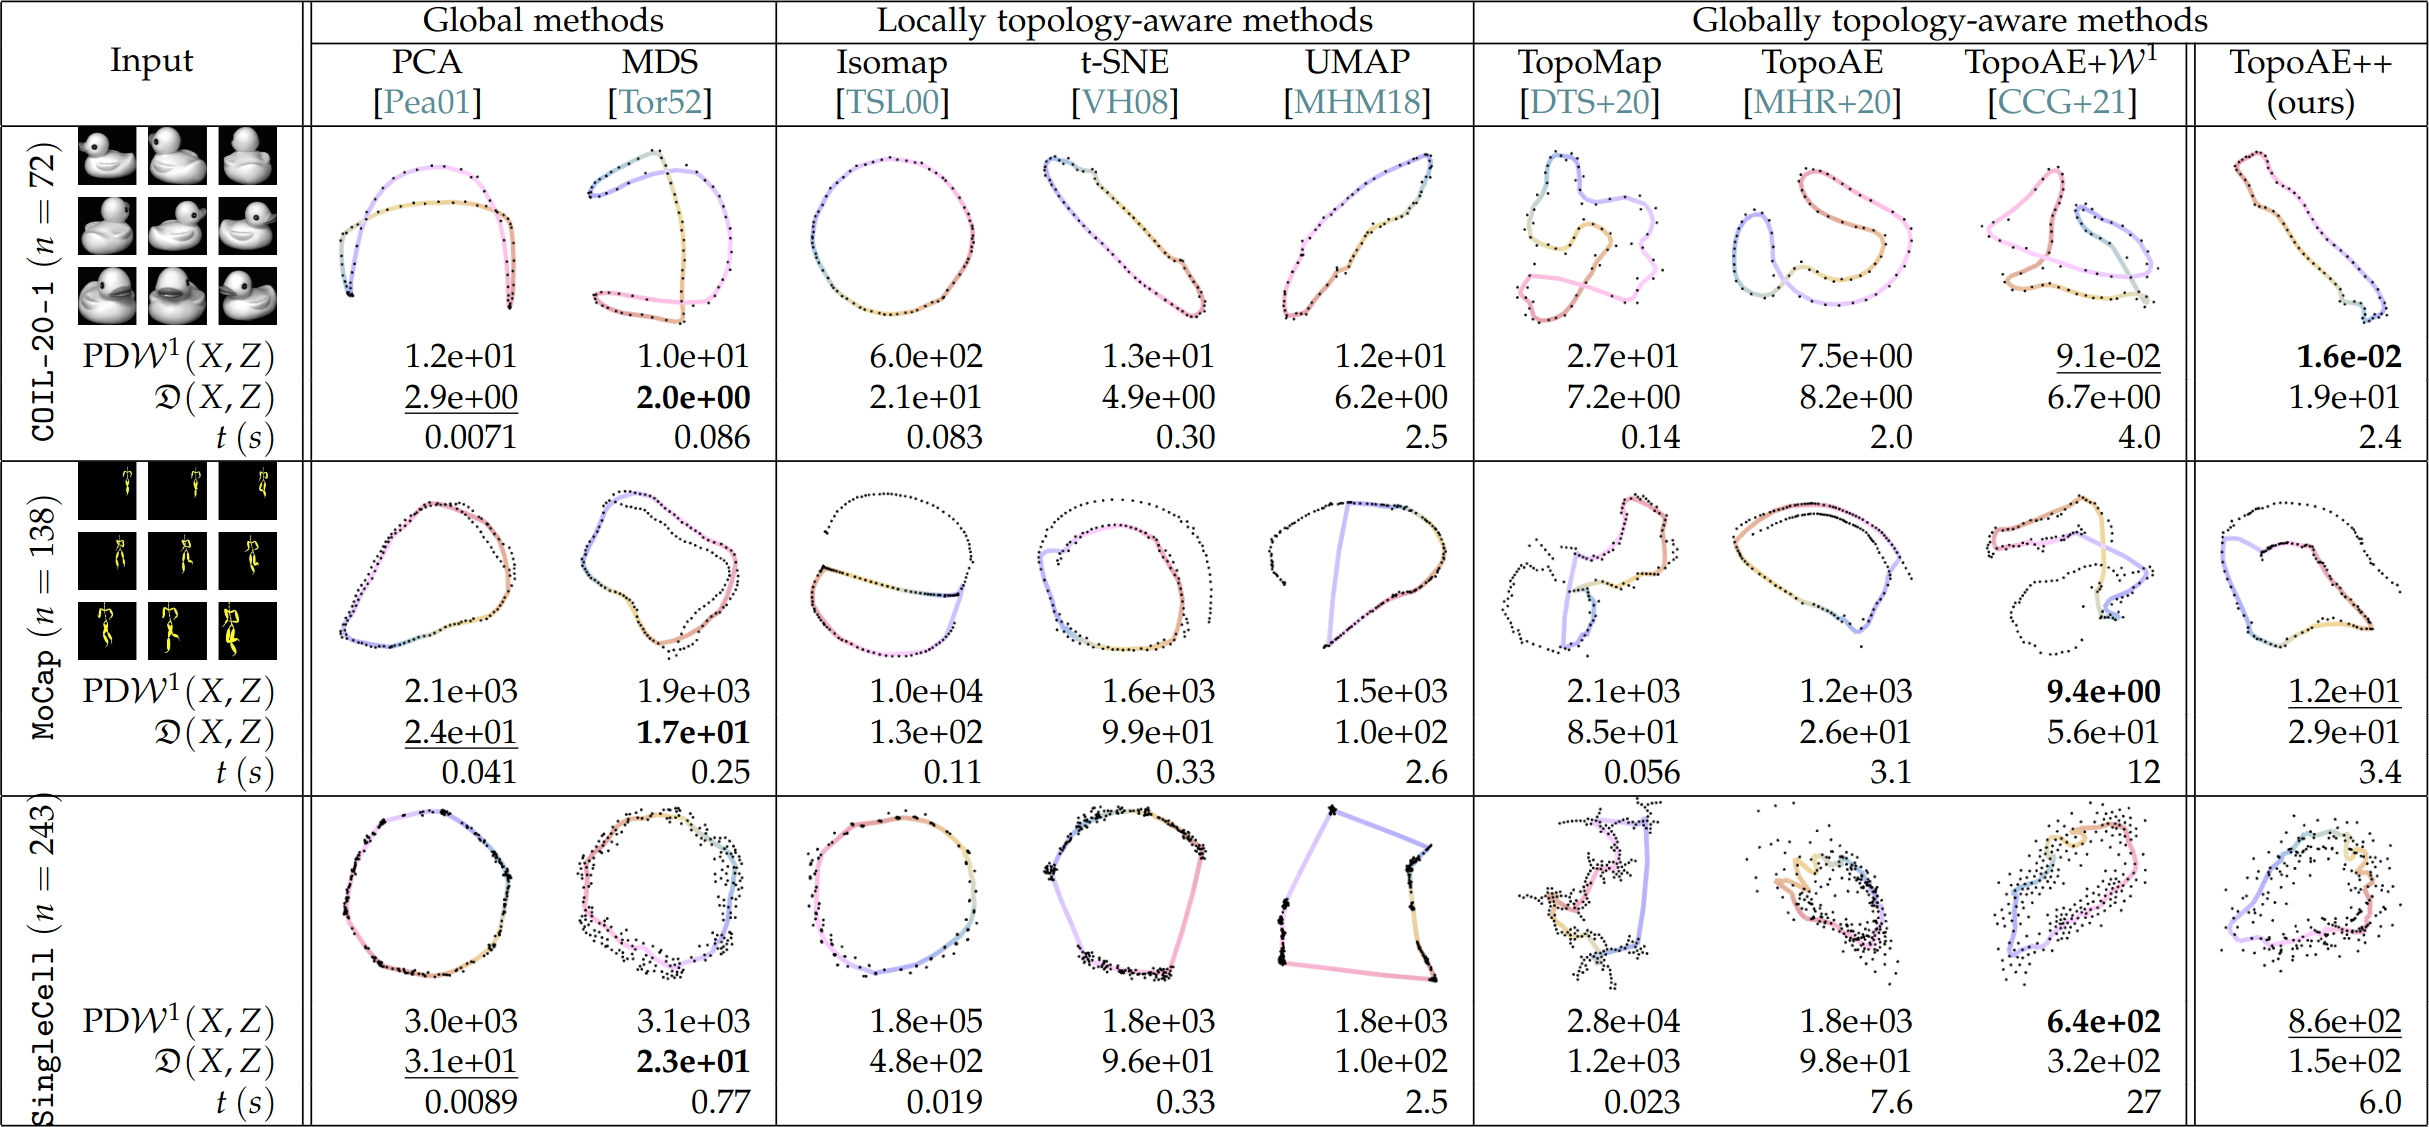 Input Global methods Locally topology-aware methods Globally topology-aware methods
PCA MDS Isomap t-SNE UMAP TopoMap TopoAE TopoAE+𝒲¹ TopoAE++
[Pea01] [Tor52] [TSL00] [VH08] [MHM18] [DTS+20] [MHR+20] [CCG+21] (ours)
COIL-20-1 (n = 72)
PD𝒲¹(X, Z) 1.2e+01 1.0e+01 6.0e+02 1.3e+01 1.2e+01 2.7e+01 7.5e+00 9.1e-02 1.6e-02
𝔇(X, Z) 2.9e+00 2.0e+00 2.1e+01 4.9e+00 6.2e+00 7.2e+00 8.2e+00 6.7e+00 1.9e+01
t (s) 0.0071 0.086 0.083 0.30 2.5 0.14 2.0 4.0 2.4
MoCap (n = 138)
PD𝒲¹(X, Z) 2.1e+03 1.9e+03 1.0e+04 1.6e+03 1.5e+03 2.1e+03 1.2e+03 9.4e+00 1.2e+01
𝔇(X, Z) 2.4e+01 1.7e+01 1.3e+02 9.9e+01 1.0e+02 8.5e+01 2.6e+01 5.6e+01 2.9e+01
t (s) 0.041 0.25 0.11 0.33 2.6 0.056 3.1 12 3.4
SingleCell (n = 243)
PD𝒲¹(X, Z) 3.0e+03 3.1e+03 1.8e+05 1.8e+03 1.8e+03 2.8e+04 1.8e+03 6.4e+02 8.6e+02
𝔇(X, Z) 3.1e+01 2.3e+01 4.8e+02 9.6e+01 1.0e+02 1.2e+03 9.8e+01 3.2e+02 1.5e+02
t (s) 0.0089 0.77 0.019 0.33 2.5 0.023 7.6 27 6.0